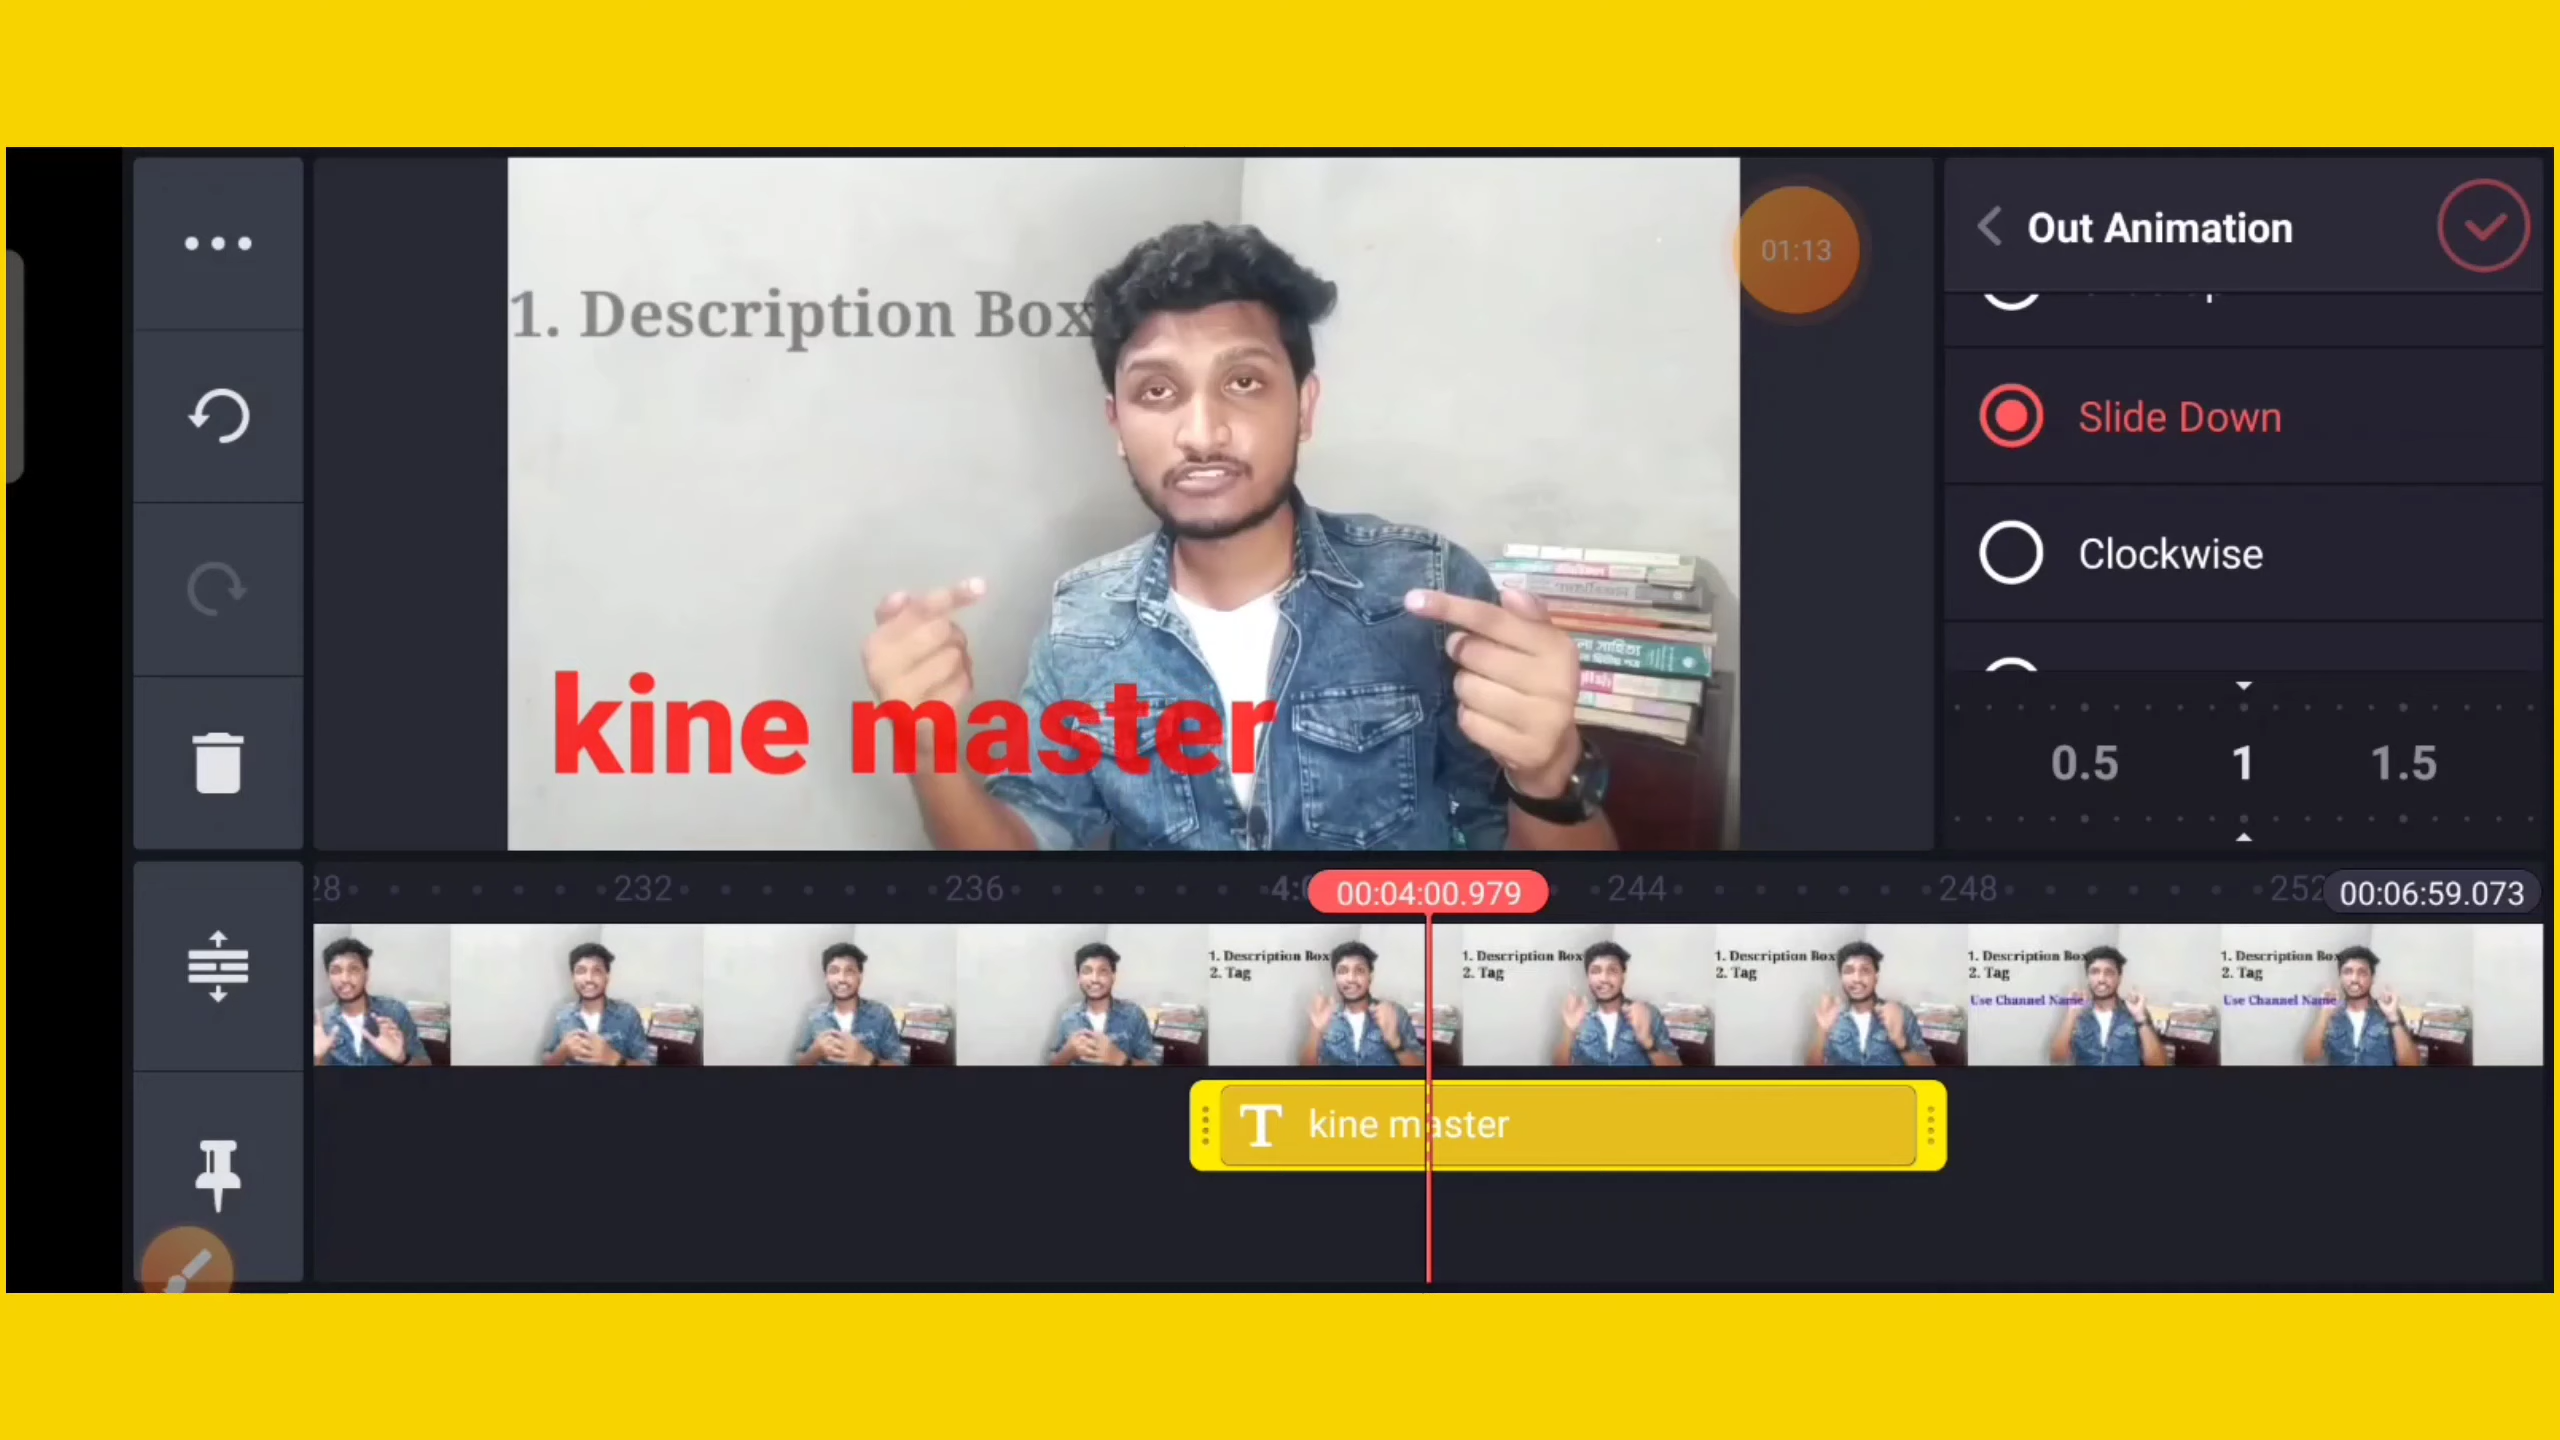 01:13
Out Animation
1. Description Box
Slide Down
Clockwise
kine master
0.5 1 1.5
232 236 00:04:00.979 244 248 252 00:06:59.073
1. Description Box
2. Tag
1. Description Box
2. Tag
1. Description Box
2. Tag
1. Description Box
2. Tag
Use Channel Name
1. Description Box
2. Tag
Use Channel Name
T kine master